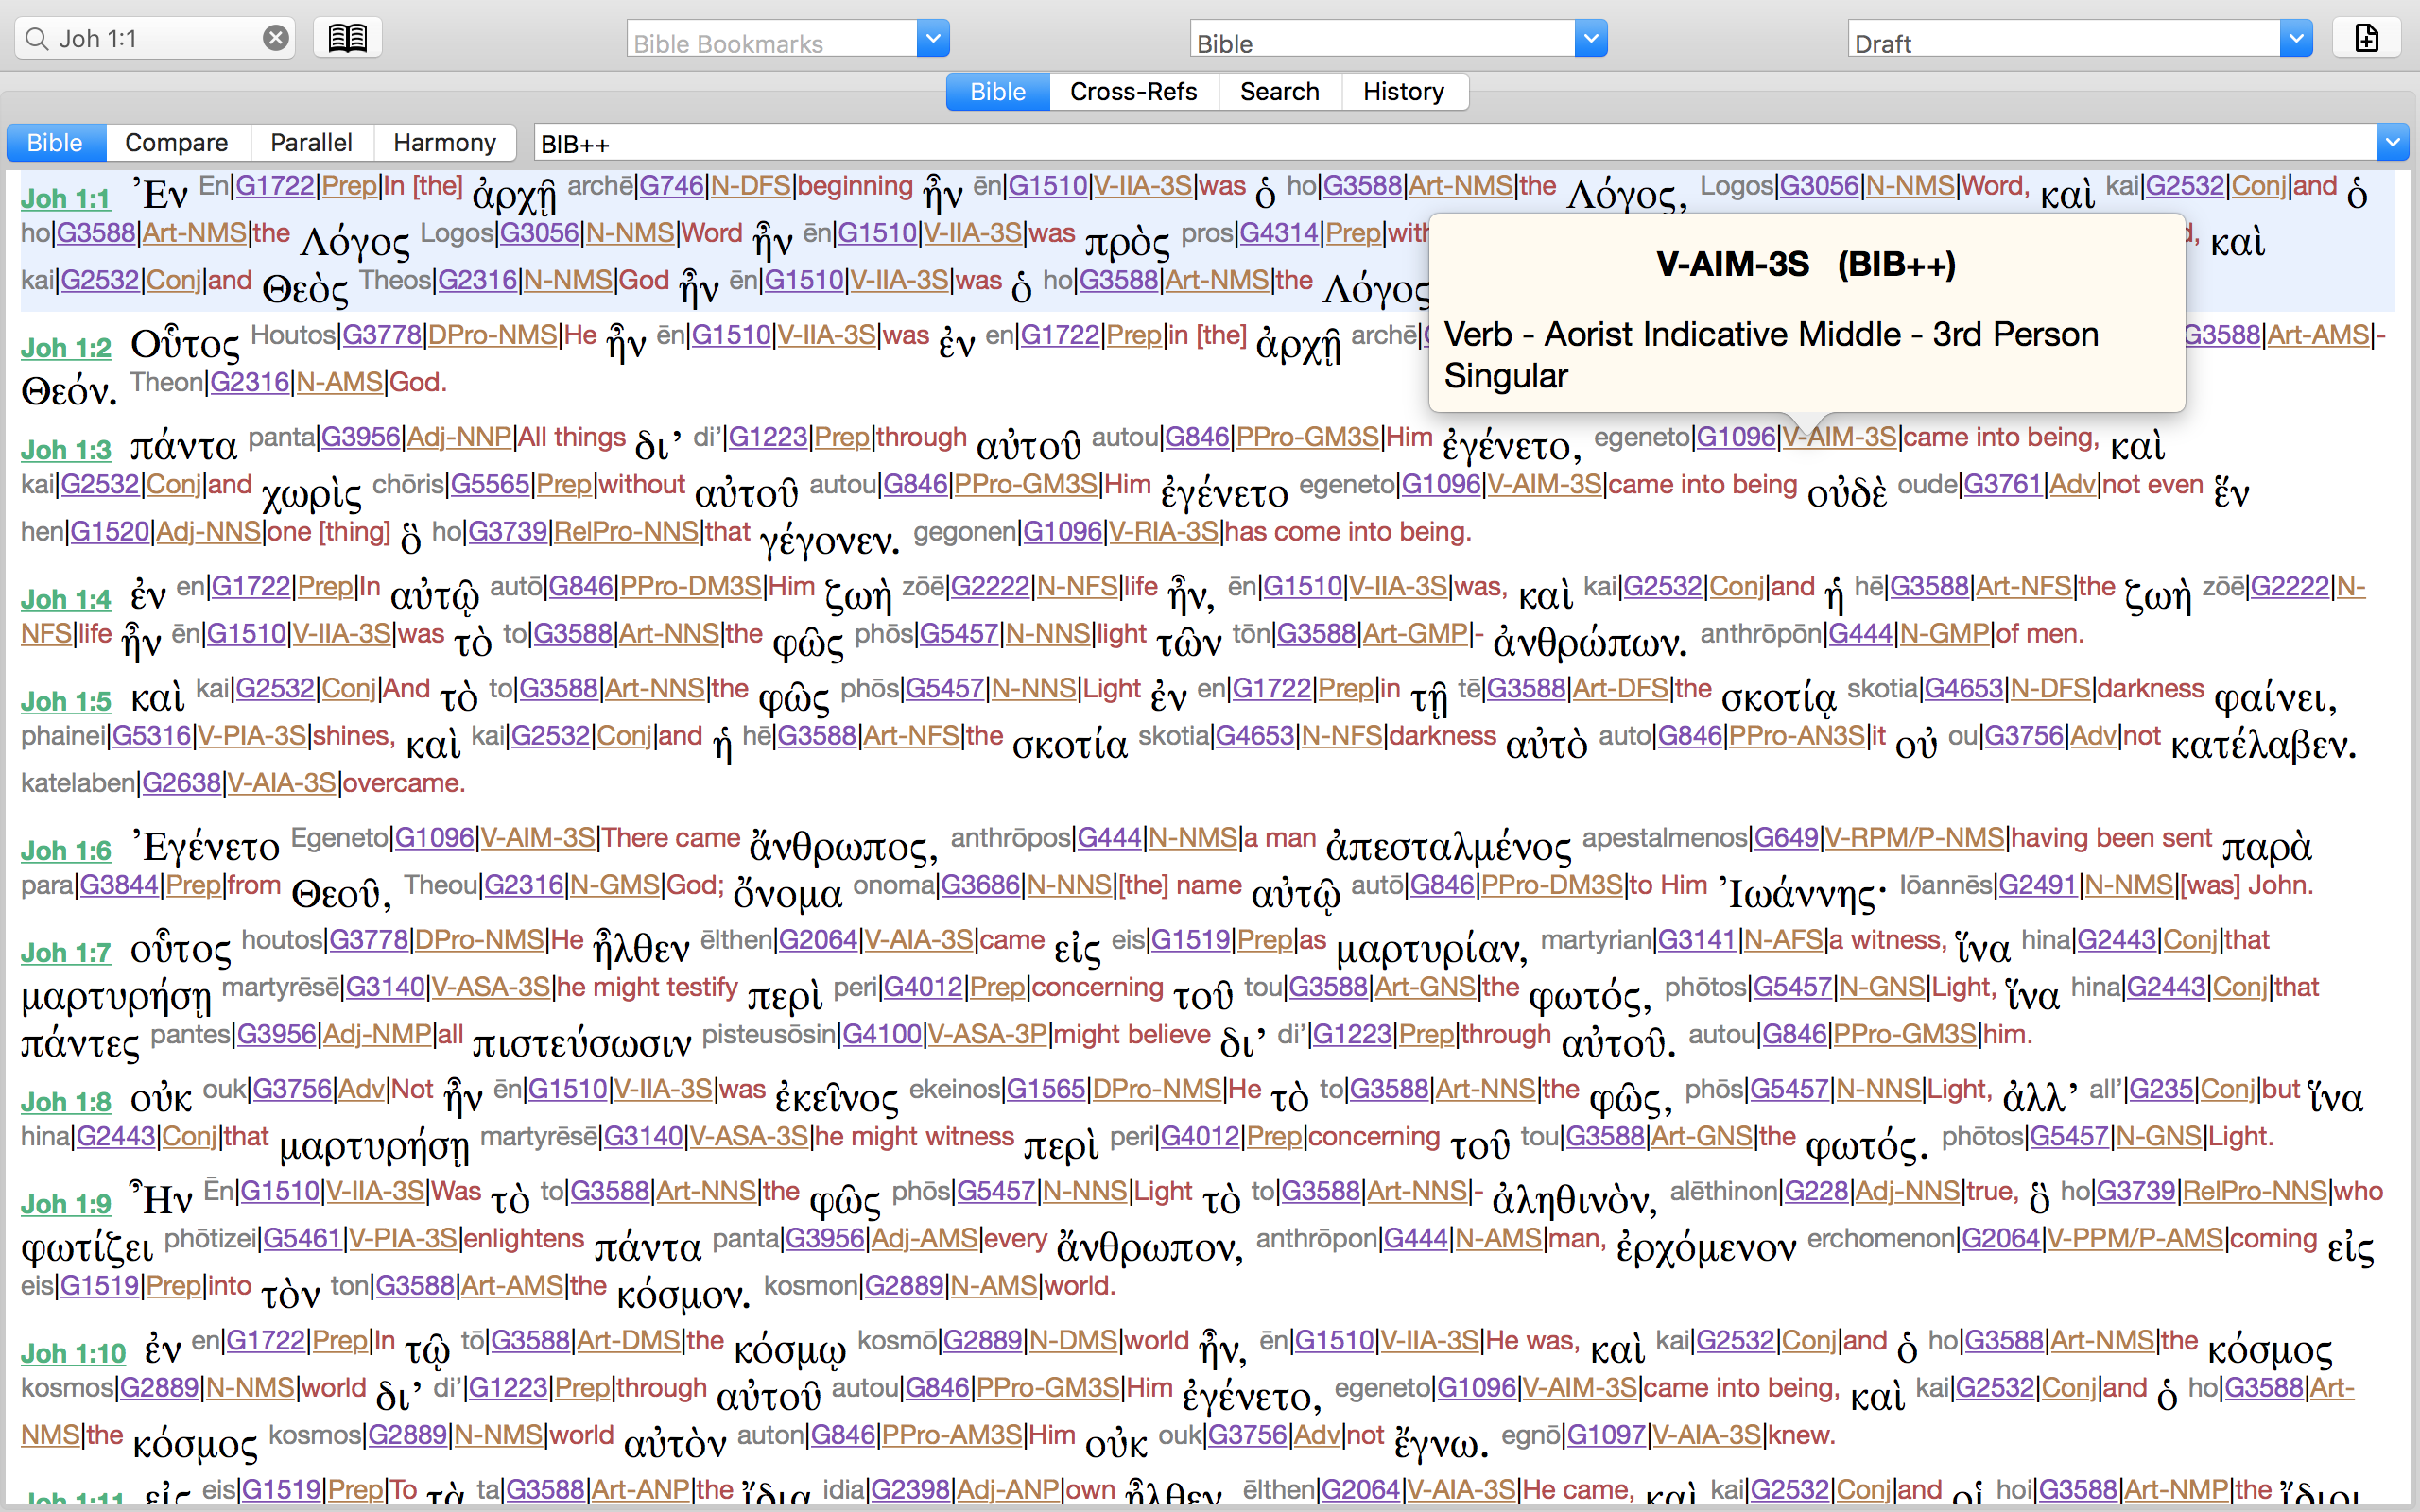 Joh 1:1
Bible Bookmarks
Bible
Draft
Bible Cross-Refs Search History
Bible Compare Parallel Harmony BIB++
Joh 1:1 Ἐν En|G1722|Prep|In [the] ἀρχῇ archē|G746|N-DFS|beginning ἦν ēn|G1510|V-IIA-3S|was ὁ ho|G3588|Art-NMS|the Λόγος, Logos|G3056|N-NMS|Word, καὶ kai|G2532|Conj|and ὁ
ho|G3588|Art-NMS|the Λόγος Logos|G3056|N-NMS|Word ἦν ēn|G1510|V-IIA-3S|was πρὸς pros|G4314|Prep|with , καὶ
kai|G2532|Conj|and Θεὸς Theos|G2316|N-NMS|God ἦν ēn|G1510|V-IIA-3S|was ὁ ho|G3588|Art-NMS|the Λόγος
V-AIM-3S (BIB++)
Verb - Aorist Indicative Middle - 3rd Person
Singular
Joh 1:2 Οὗτος Houtos|G3778|DPro-NMS|He ἦν ēn|G1510|V-IIA-3S|was ἐν en|G1722|Prep|in [the] ἀρχῇ archē| G3588|Art-AMS|-
Θεόν. Theon|G2316|N-AMS|God.
Joh 1:3 πάντα panta|G3956|Adj-NNP|All things δι’ di’|G1223|Prep|through αὐτοῦ autou|G846|PPro-GM3S|Him ἐγένετο, egeneto|G1096|V-AIM-3S|came into being, καὶ
kai|G2532|Conj|and χωρὶς chōris|G5565|Prep|without αὐτοῦ autou|G846|PPro-GM3S|Him ἐγένετο egeneto|G1096|V-AIM-3S|came into being οὐδὲ oude|G3761|Adv|not even ἕν
hen|G1520|Adj-NNS|one [thing] ὃ ho|G3739|RelPro-NNS|that γέγονεν. gegonen|G1096|V-RIA-3S|has come into being.
Joh 1:4 ἐν en|G1722|Prep|In αὐτῷ autō|G846|PPro-DM3S|Him ζωὴ zōē|G2222|N-NFS|life ἦν, ēn|G1510|V-IIA-3S|was, καὶ kai|G2532|Conj|and ἡ hē|G3588|Art-NFS|the ζωὴ zōē|G2222|N-
NFS|life ἦν ēn|G1510|V-IIA-3S|was τὸ to|G3588|Art-NNS|the φῶς phōs|G5457|N-NNS|light τῶν tōn|G3588|Art-GMP|- ἀνθρώπων. anthrōpōn|G444|N-GMP|of men.
Joh 1:5 καὶ kai|G2532|Conj|And τὸ to|G3588|Art-NNS|the φῶς phōs|G5457|N-NNS|Light ἐν en|G1722|Prep|in τῇ tē|G3588|Art-DFS|the σκοτίᾳ skotia|G4653|N-DFS|darkness φαίνει,
phainei|G5316|V-PIA-3S|shines, καὶ kai|G2532|Conj|and ἡ hē|G3588|Art-NFS|the σκοτία skotia|G4653|N-NFS|darkness αὐτὸ auto|G846|PPro-AN3S|it οὐ ou|G3756|Adv|not κατέλαβεν.
katelaben|G2638|V-AIA-3S|overcame.
Joh 1:6 Ἐγένετο Egeneto|G1096|V-AIM-3S|There came ἄνθρωπος, anthrōpos|G444|N-NMS|a man ἀπεσταλμένος apestalmenos|G649|V-RPM/P-NMS|having been sent παρὰ
para|G3844|Prep|from Θεοῦ, Theou|G2316|N-GMS|God; ὄνομα onoma|G3686|N-NNS|[the] name αὐτῷ autō|G846|PPro-DM3S|to Him Ἰωάννης· Iōannēs|G2491|N-NMS|[was] John.
Joh 1:7 οὗτος houtos|G3778|DPro-NMS|He ἦλθεν ēlthen|G2064|V-AIA-3S|came εἰς eis|G1519|Prep|as μαρτυρίαν, martyrian|G3141|N-AFS|a witness, ἵνα hina|G2443|Conj|that
μαρτυρήσῃ martyrēsē|G3140|V-ASA-3S|he might testify περὶ peri|G4012|Prep|concerning τοῦ tou|G3588|Art-GNS|the φωτός, phōtos|G5457|N-GNS|Light, ἵνα hina|G2443|Conj|that
πάντες pantes|G3956|Adj-NMP|all πιστεύσωσιν pisteusōsin|G4100|V-ASA-3P|might believe δι’ di’|G1223|Prep|through αὐτοῦ. autou|G846|PPro-GM3S|him.
Joh 1:8 οὐκ ouk|G3756|Adv|Not ἦν ēn|G1510|V-IIA-3S|was ἐκεῖνος ekeinos|G1565|DPro-NMS|He τὸ to|G3588|Art-NNS|the φῶς, phōs|G5457|N-NNS|Light, ἀλλ’ all’|G235|Conj|but ἵνα
hina|G2443|Conj|that μαρτυρήσῃ martyrēsē|G3140|V-ASA-3S|he might witness περὶ peri|G4012|Prep|concerning τοῦ tou|G3588|Art-GNS|the φωτός. phōtos|G5457|N-GNS|Light.
Joh 1:9 Ἦν Ēn|G1510|V-IIA-3S|Was τὸ to|G3588|Art-NNS|the φῶς phōs|G5457|N-NNS|Light τὸ to|G3588|Art-NNS|- ἀληθινὸν, alēthinon|G228|Adj-NNS|true, ὃ ho|G3739|RelPro-NNS|who
φωτίζει phōtizei|G5461|V-PIA-3S|enlightens πάντα panta|G3956|Adj-AMS|every ἄνθρωπον, anthrōpon|G444|N-AMS|man, ἐρχόμενον erchomenon|G2064|V-PPM/P-AMS|coming εἰς
eis|G1519|Prep|into τὸν ton|G3588|Art-AMS|the κόσμον. kosmon|G2889|N-AMS|world.
Joh 1:10 ἐν en|G1722|Prep|In τῷ tō|G3588|Art-DMS|the κόσμῳ kosmō|G2889|N-DMS|world ἦν, ēn|G1510|V-IIA-3S|He was, καὶ kai|G2532|Conj|and ὁ ho|G3588|Art-NMS|the κόσμος
kosmos|G2889|N-NMS|world δι’ di’|G1223|Prep|through αὐτοῦ autou|G846|PPro-GM3S|Him ἐγένετο, egeneto|G1096|V-AIM-3S|came into being, καὶ kai|G2532|Conj|and ὁ ho|G3588|Art-
NMS|the κόσμος kosmos|G2889|N-NMS|world αὐτὸν auton|G846|PPro-AM3S|Him οὐκ ouk|G3756|Adv|not ἔγνω. egnō|G1097|V-AIA-3S|knew.
Joh 1:11 εἰς eis|G1519|Prep|To τὰ ta|G3588|Art-ANP|the ἴδια idia|G2398|Adj-ANP|own ἦλθεν, ēlthen|G2064|V-AIA-3S|He came, καὶ kai|G2532|Conj|and οἱ hoi|G3588|Art-NMP|the ἴδιοι